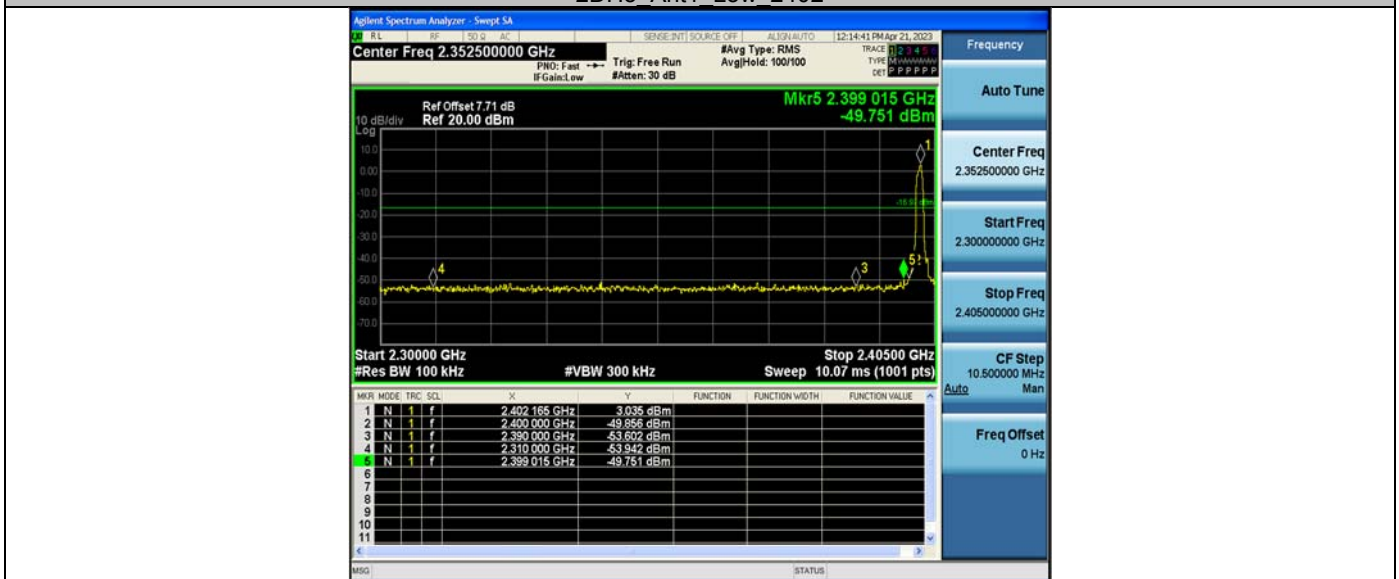 Agilent Spectrum Analyzer - Swept SA
RL RF 50 Ω AC SENSE:INT SOURCE OFF ALIGN AUTO 12:14:41 PM Apr 21, 2023
Center Freq 2.352500000 GHz
PNO: Fast
IFGain:Low
Trig: Free Run
#Atten: 30 dB
#Avg Type: RMS
Avg|Hold: 100/100
TRACE 1 2 3 4 5 6
TYPE M
DET P P P P P P
Ref Offset 7.71 dB
10 dB/div Ref 20.00 dBm
Log
Mkr5 2.399 015 GHz
-49.751 dBm
10.0
0.00
-10.0
-20.0
-30.0
-40.0
-50.0
-60.0
-70.0
1
4
3
5
Start 2.30000 GHz Stop 2.40500 GHz
#Res BW 100 kHz #VBW 300 kHz Sweep 10.07 ms (1001 pts)
MKR MODE TRC SCL X Y FUNCTION FUNCTION WIDTH FUNCTION VALUE
1 N 1 f 2.402 165 GHz 3.035 dBm
2 N 1 f 2.400 000 GHz -49.856 dBm
3 N 1 f 2.390 000 GHz -53.602 dBm
4 N 1 f 2.310 000 GHz -53.942 dBm
5 N 1 f 2.399 015 GHz -49.751 dBm
6
7
8
9
10
11
MSG STATUS
Frequency
Auto Tune
Center Freq
2.352500000 GHz
Start Freq
2.300000000 GHz
Stop Freq
2.405000000 GHz
CF Step
10.500000 MHz
Auto Man
Freq Offset
0 Hz